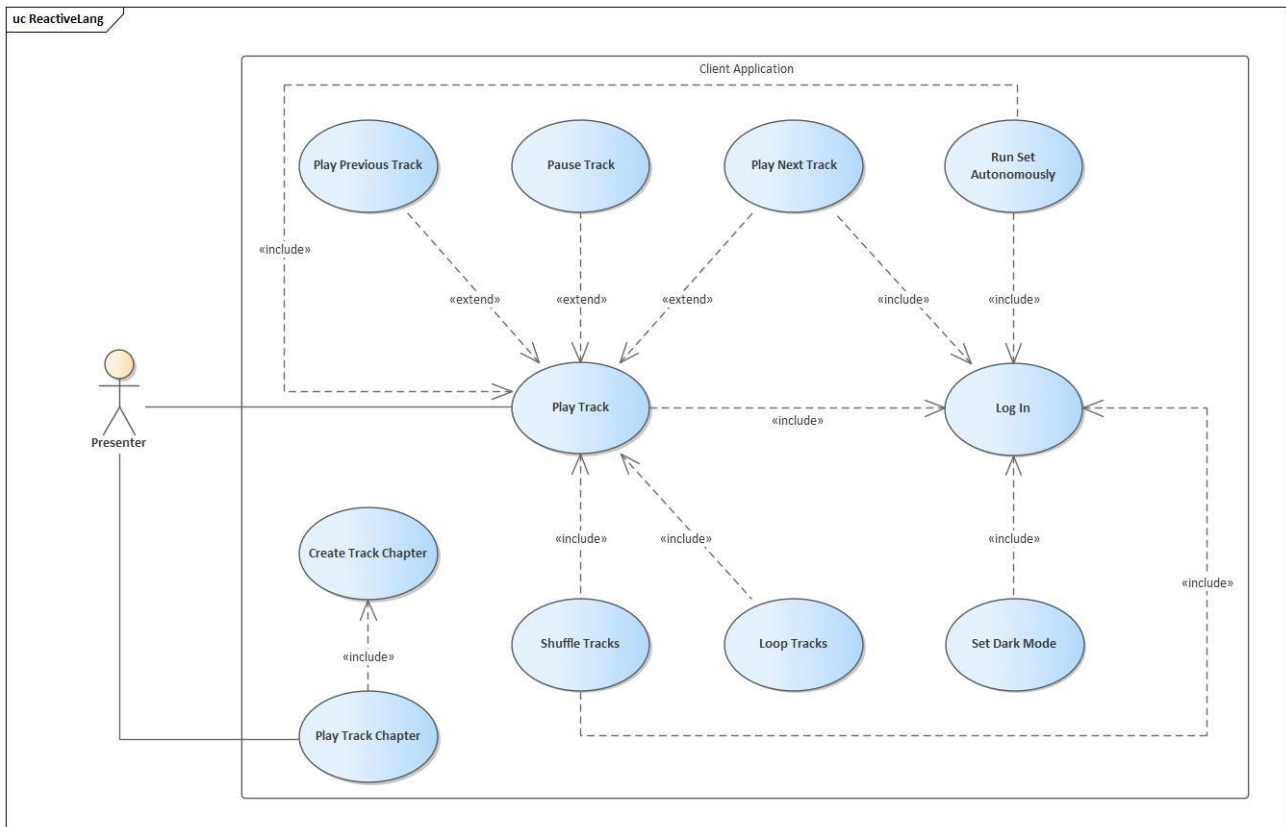 uc ReactiveLang
Client Application
Play Previous Track
Pause Track
Play Next Track
Run Set
Autonomously
«include»
«extend»
«extend»
«extend»
«include»
«include»
Presenter
Play Track
«include»
Log In
Create Track Chapter
«include»
«include»
«include»
«include»
Shuffle Tracks
Loop Tracks
Set Dark Mode
«include»
Play Track Chapter